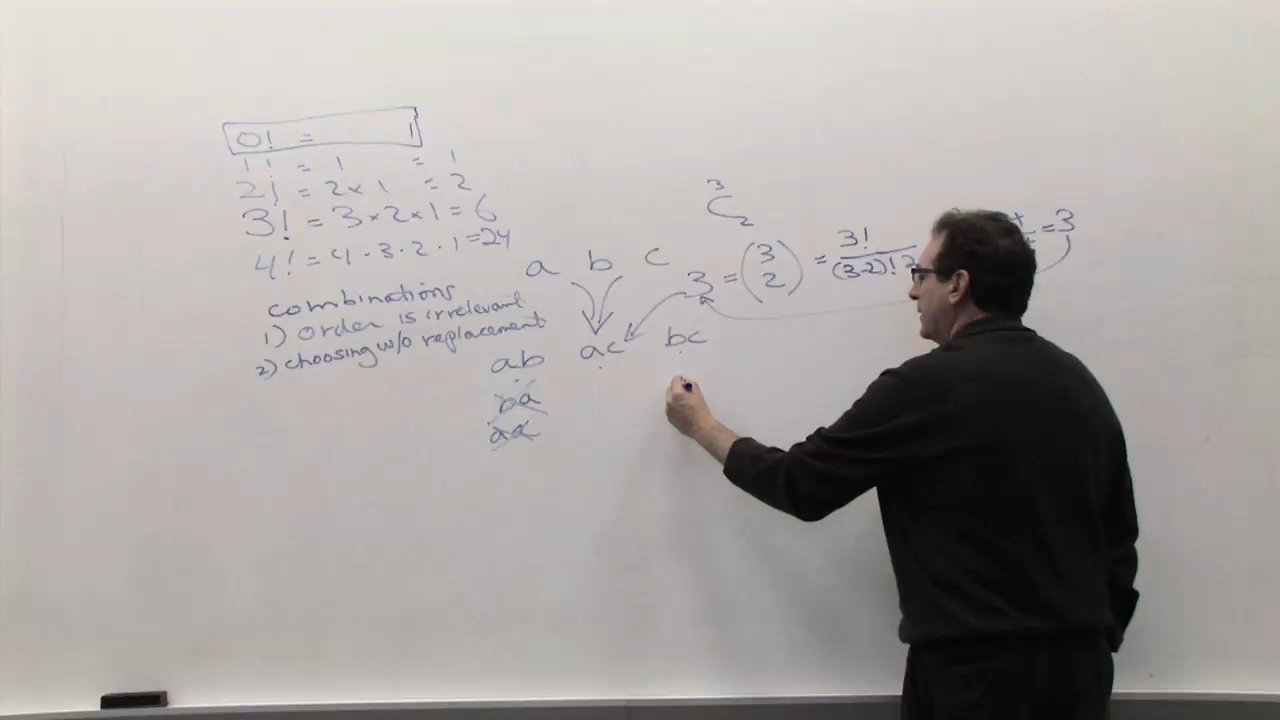 0! = 1
1! = 1 = 1
2! = 2 × 1 = 2
3! = 3 × 2 × 1 = 6
4! = 4 · 3 · 2 · 1 = 24
combinations
1) Order is irrelevant
2) choosing w/o replacement
a b c
ab ac bc
ba
aa
3
C
2
3 = (3 2) = 3! / (3-2)! 2
= 3